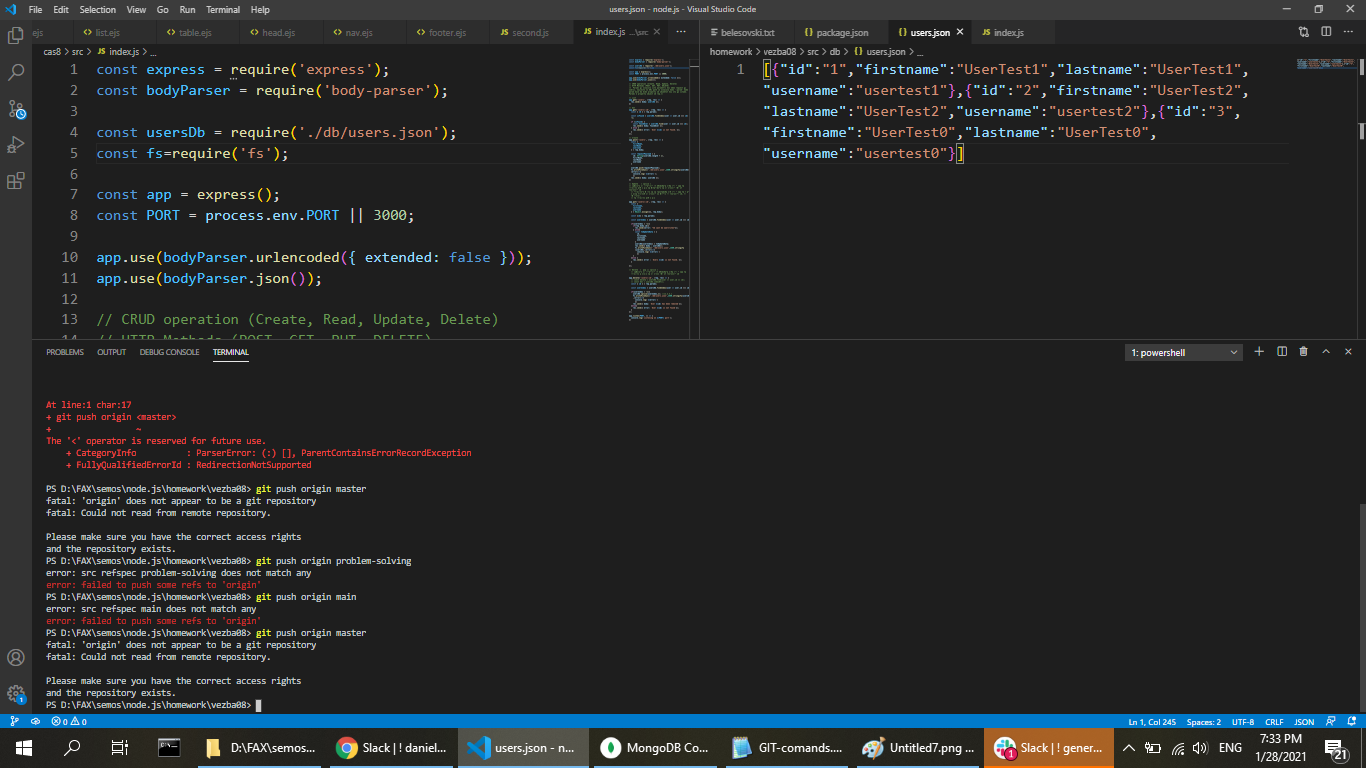 File Edit Selection View Go Run Terminal Help
users.json - node.js - Visual Studio Code
ejs list.ejs table.ejs head.ejs nav.ejs footer.ejs second.js index.js ...\src
cas8 > src > JS index.js > ...
1 const express = require('express');
2 const bodyParser = require('body-parser');
3
4 const usersDb = require('./db/users.json');
5 const fs=require('fs');
6
7 const app = express();
8 const PORT = process.env.PORT || 3000;
9
10 app.use(bodyParser.urlencoded({ extended: false }));
11 app.use(bodyParser.json());
12
13 // CRUD operation (Create, Read, Update, Delete)
14 // HTTP Methods (POST, GET, PUT, DELETE)
belesovski.txt package.json users.json JS index.js
homework > vezba08 > src > db > {} users.json > ...
1 [{"id":"1","firstname":"UserTest1","lastname":"UserTest1",
"username":"usertest1"},{"id":"2","firstname":"UserTest2",
"lastname":"UserTest2","username":"usertest2"},{"id":"3",
"firstname":"UserTest0","lastname":"UserTest0",
"username":"usertest0"}]
PROBLEMS OUTPUT DEBUG CONSOLE TERMINAL
1: powershell
At line:1 char:17
+ git push origin <master>
+ ~
The '<' operator is reserved for future use.
+ CategoryInfo : ParserError: (:) [], ParentContainsErrorRecordException
+ FullyQualifiedErrorId : RedirectionNotSupported
PS D:\FAX\semos\node.js\homework\vezba08> git push origin master
fatal: 'origin' does not appear to be a git repository
fatal: Could not read from remote repository.
Please make sure you have the correct access rights
and the repository exists.
PS D:\FAX\semos\node.js\homework\vezba08> git push origin problem-solving
error: src refspec problem-solving does not match any
error: failed to push some refs to 'origin'
PS D:\FAX\semos\node.js\homework\vezba08> git push origin main
error: src refspec main does not match any
error: failed to push some refs to 'origin'
PS D:\FAX\semos\node.js\homework\vezba08> git push origin master
fatal: 'origin' does not appear to be a git repository
fatal: Could not read from remote repository.
Please make sure you have the correct access rights
and the repository exists.
PS D:\FAX\semos\node.js\homework\vezba08>
0 0 Ln 1, Col 245 Spaces: 2 UTF-8 CRLF JSON
D:\FAX\semos... Slack | ! daniel... users.json - n... MongoDB Co... GIT-comands.... Untitled7.png ... Slack | ! gener... ENG 7:33 PM
1/28/2021
21